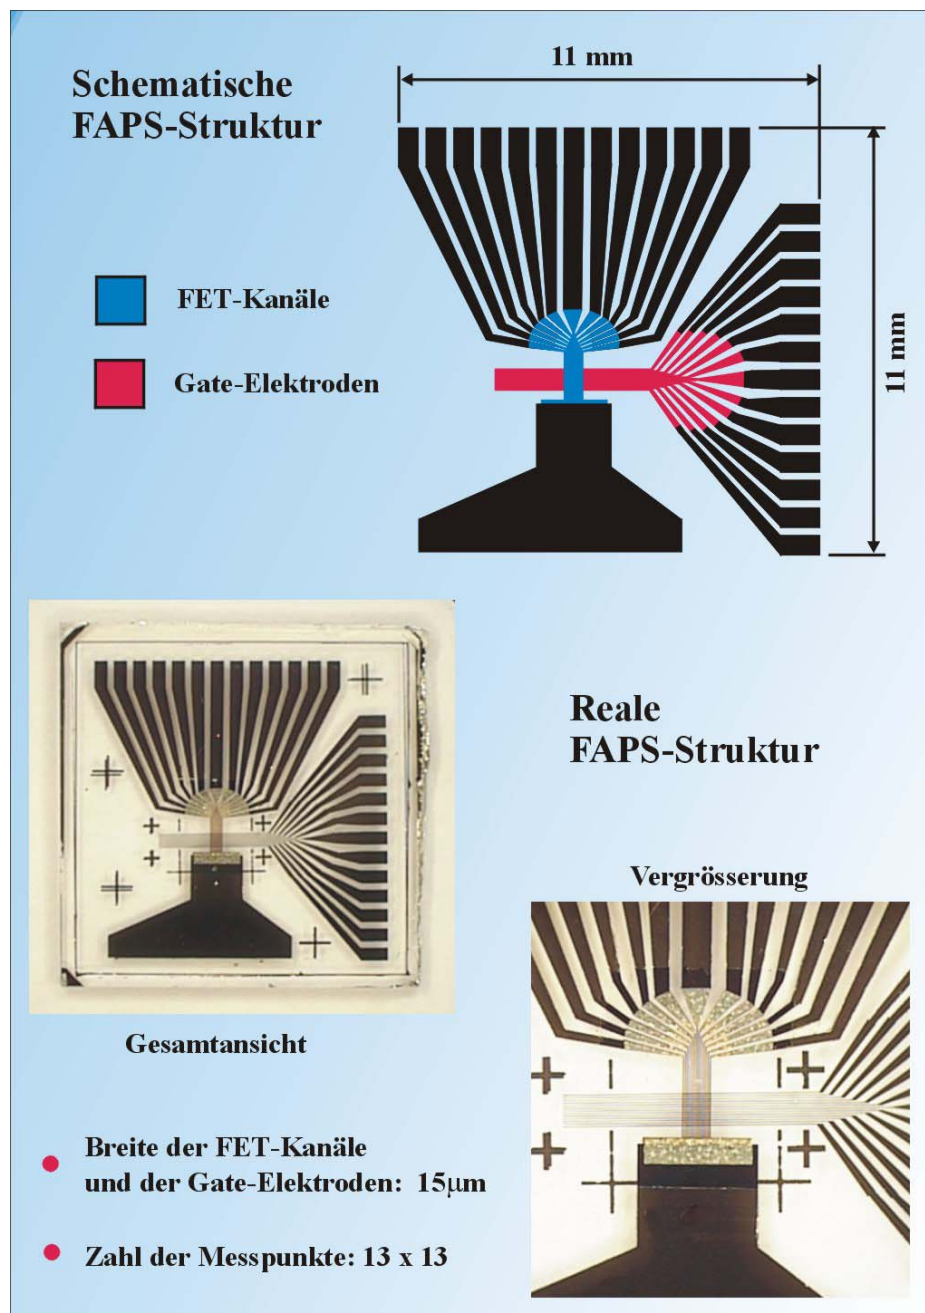 Schematische
FAPS-Struktur
11 mm
FET-Kanäle
Gate-Elektroden
11 mm
Reale
FAPS-Struktur
Vergrösserung
Gesamtansicht
Breite der FET-Kanäle
und der Gate-Elektroden: 15µm
Zahl der Messpunkte: 13 x 13